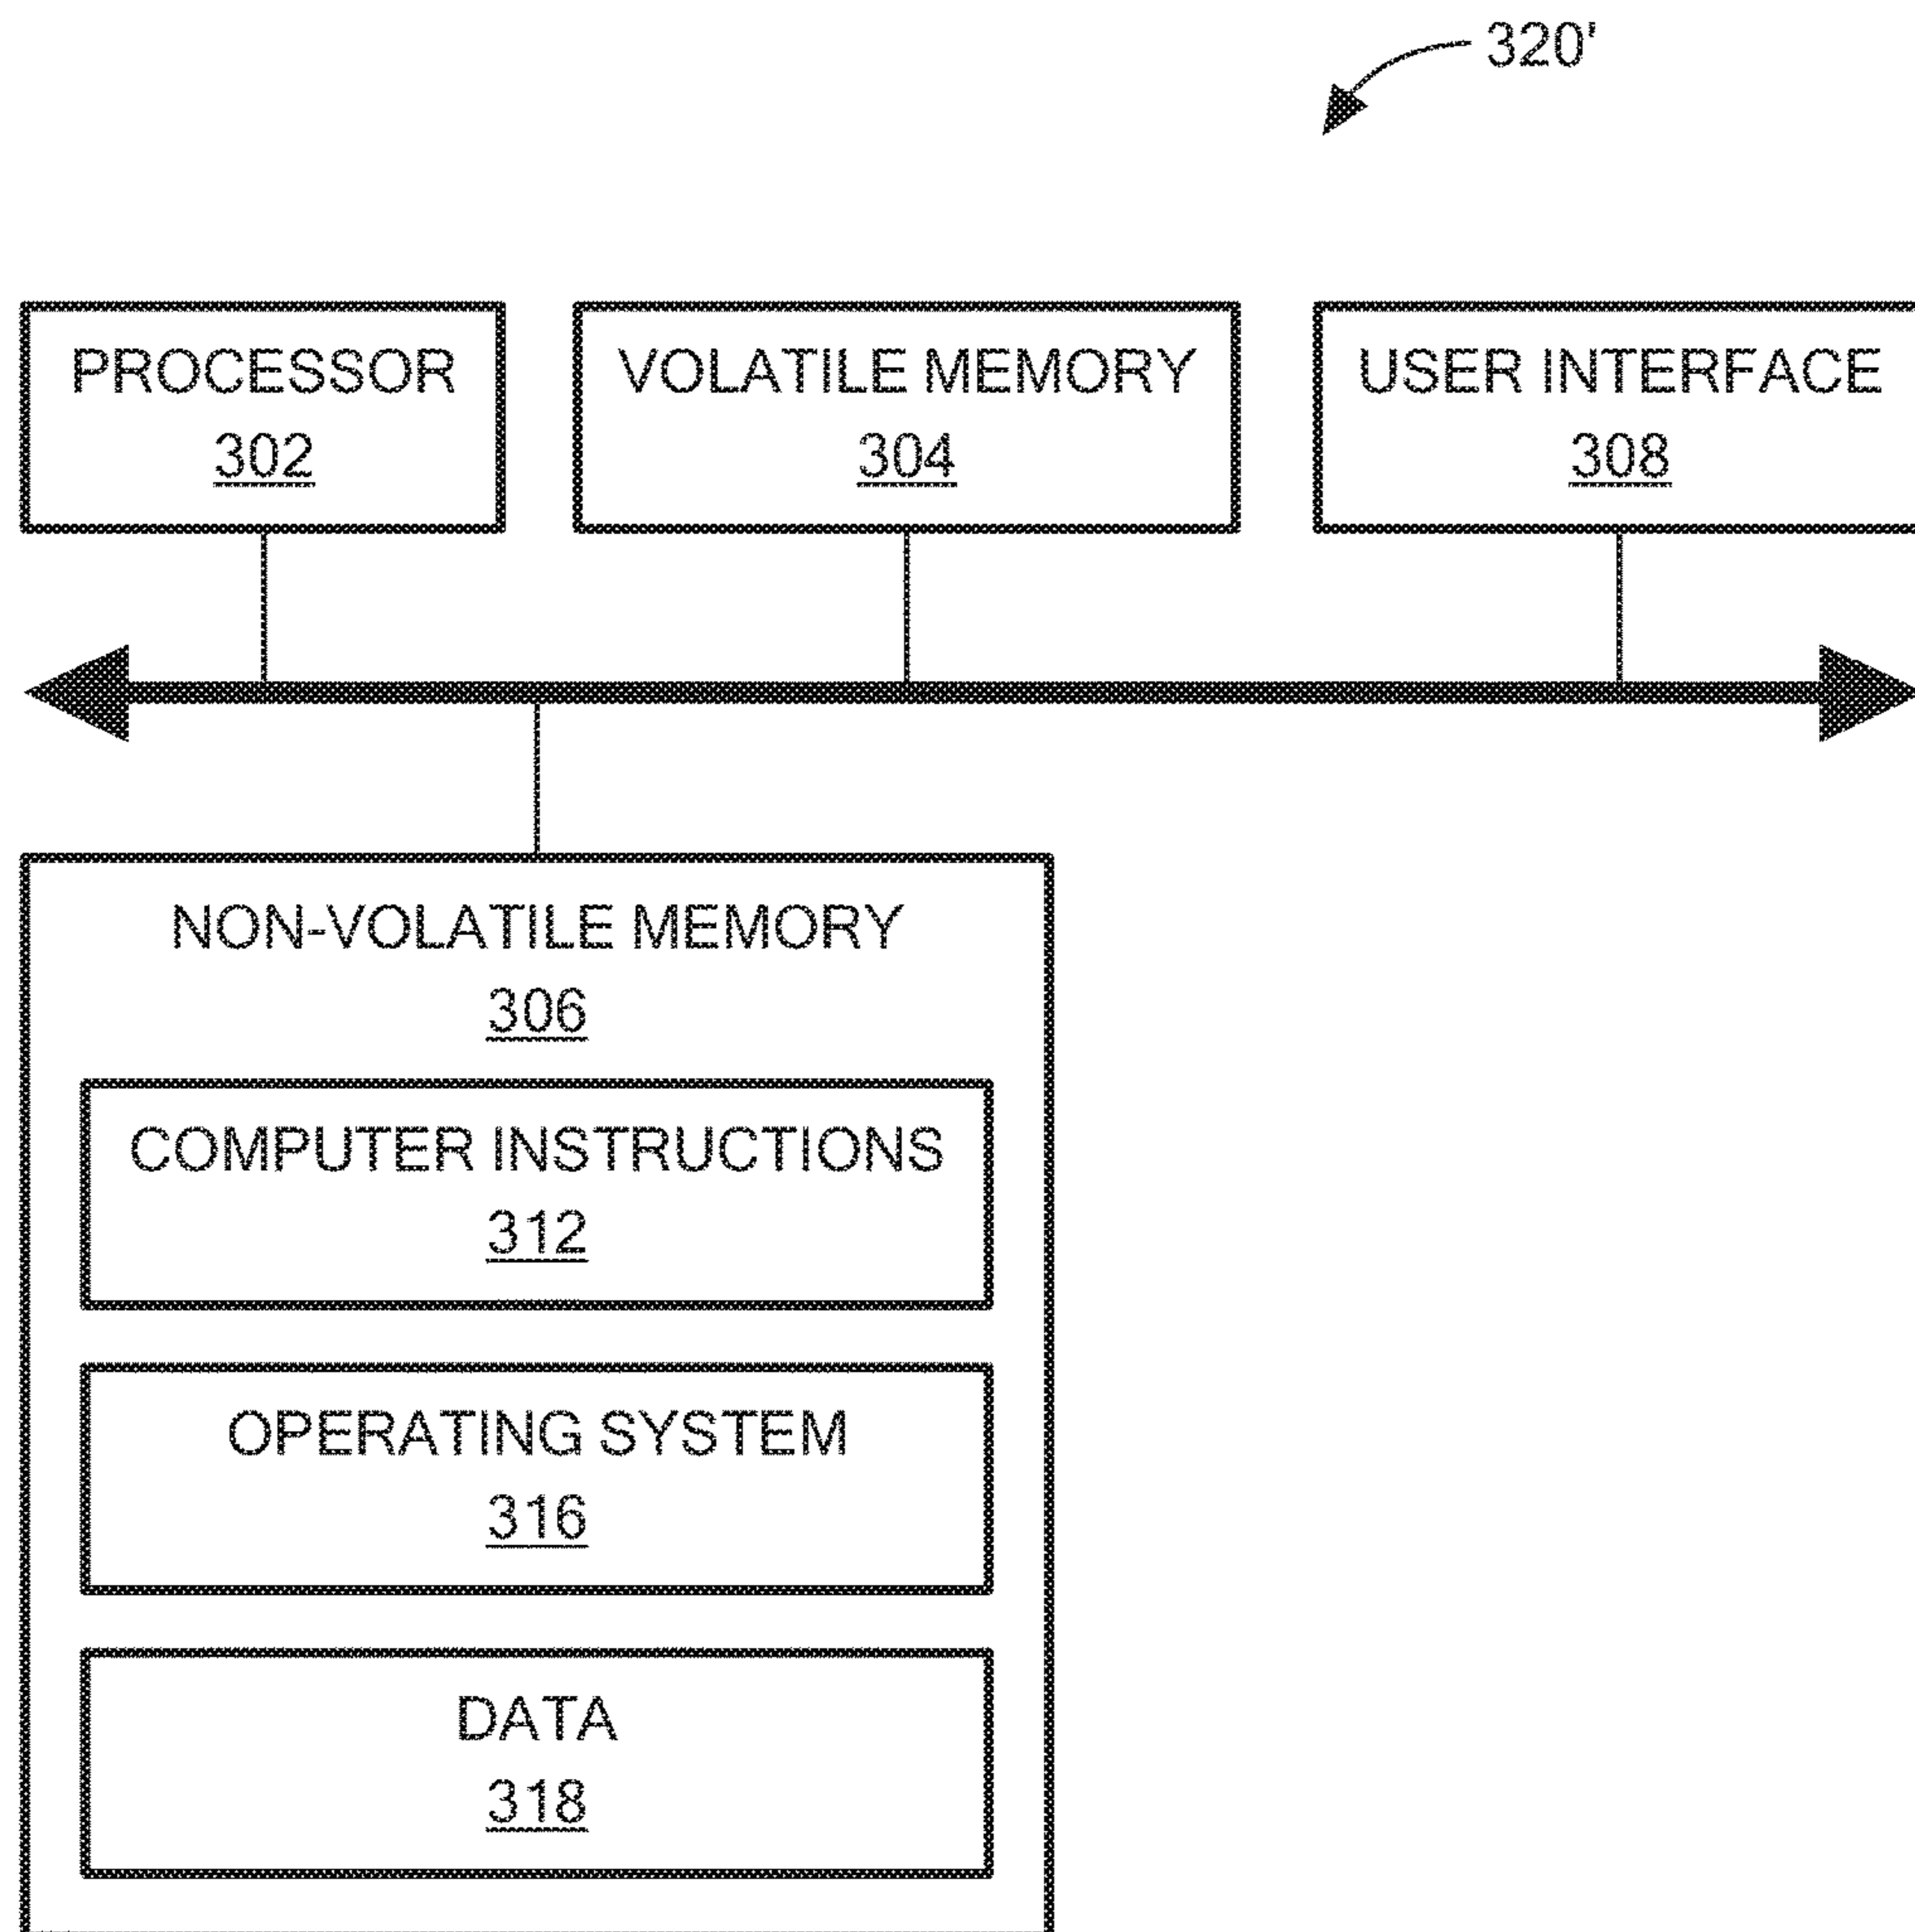 320'
PROCESSOR
302
VOLATILE MEMORY
304
USER INTERFACE
308
NON-VOLATILE MEMORY
306
COMPUTER INSTRUCTIONS
312
OPERATING SYSTEM
316
DATA
318